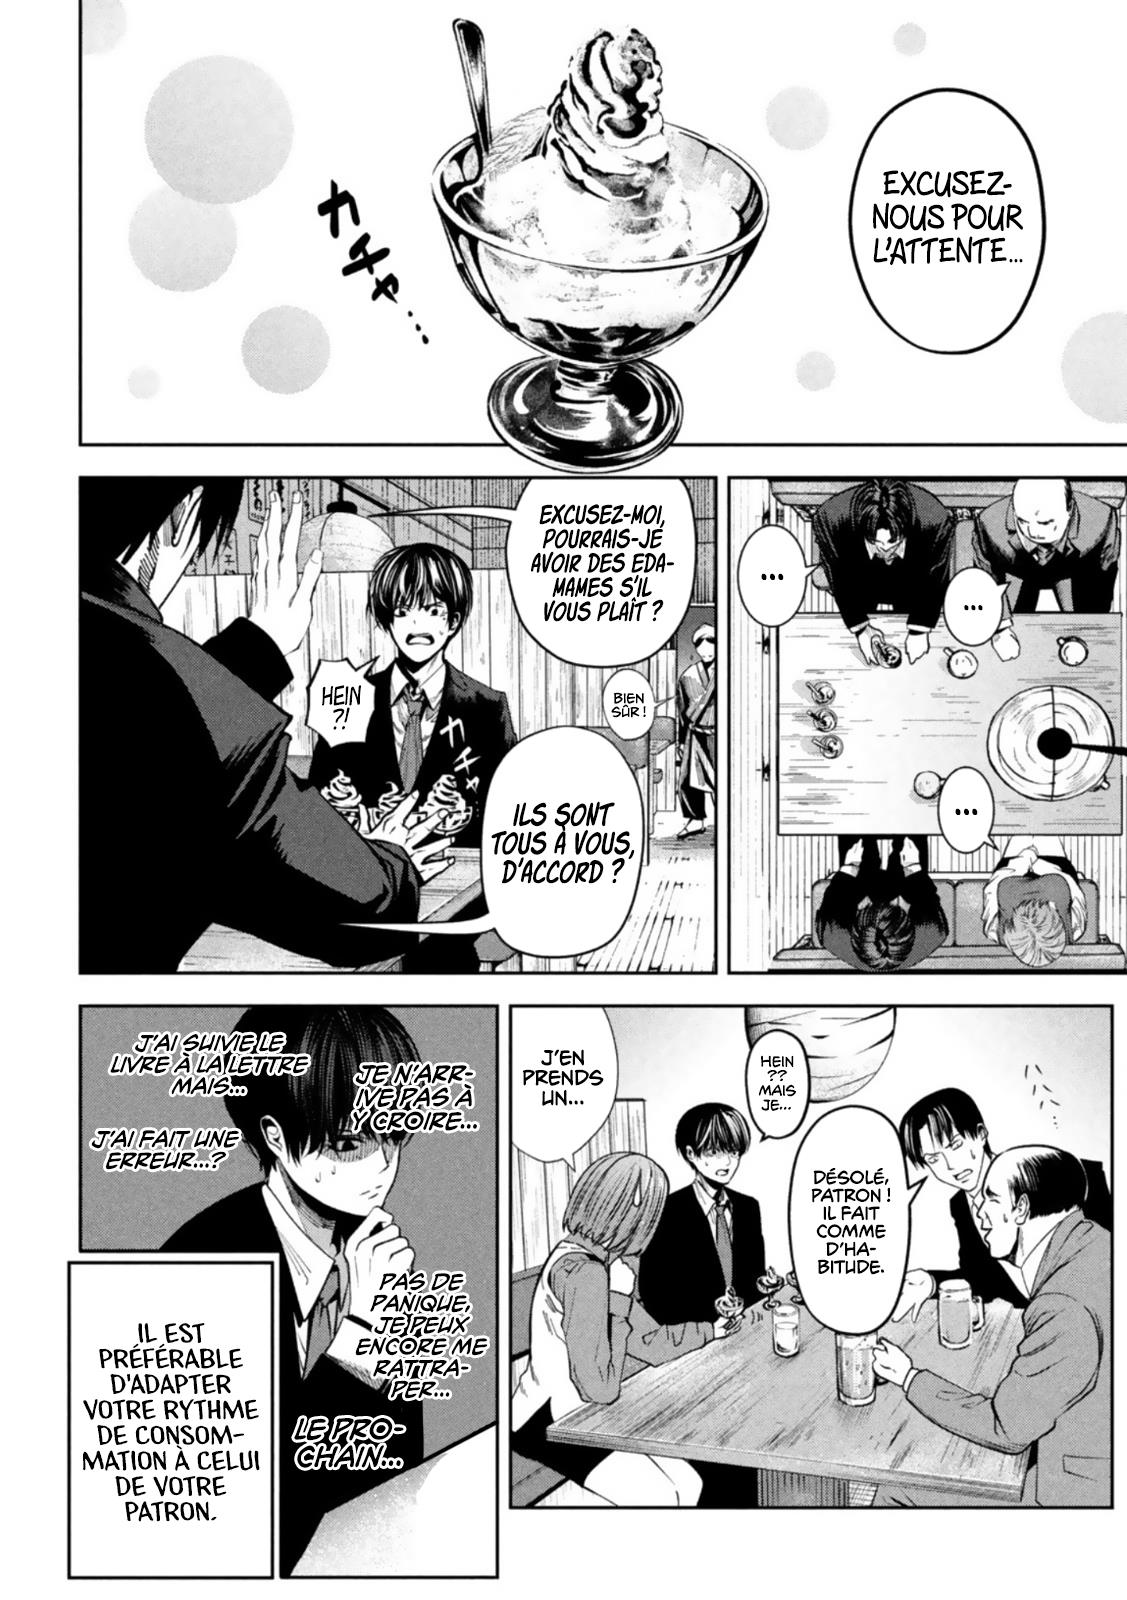 EXCUSEZ-
NOUS POUR
L'ATTENTE...
カチャ...
...
...
...
EXCUSEZ-MOI,
POURRAIS-JE
AVOIR DES EDA-
MAMES S'IL
VOUS PLAÎT ?
BIEN
SÛR !
HEIN
?!
カチャ
ILS SONT
TOUS À VOUS,
D'ACCORD ?
HEIN
??
MAIS
JE...
J'EN
PRENDS
UN...
DÉSOLÉ,
PATRON !
IL FAIT
COMME
D'HA-
BITUDE.
J'AI SUIVIE LE
LIVRE À LA LETTRE
MAIS...
JE N'ARR-
IVE PAS À
Y CROIRE...
J'AI FAIT UNE
ERREUR...?
PAS DE
PANIQUE,
JE PEUX
ENCORE ME
RATTRA-
PER...
LE PRO-
CHAIN...
IL EST
PRÉFÉRABLE
D'ADAPTER
VOTRE RYTHME
DE CONSOM-
MATION À CELUI
DE VOTRE
PATRON.